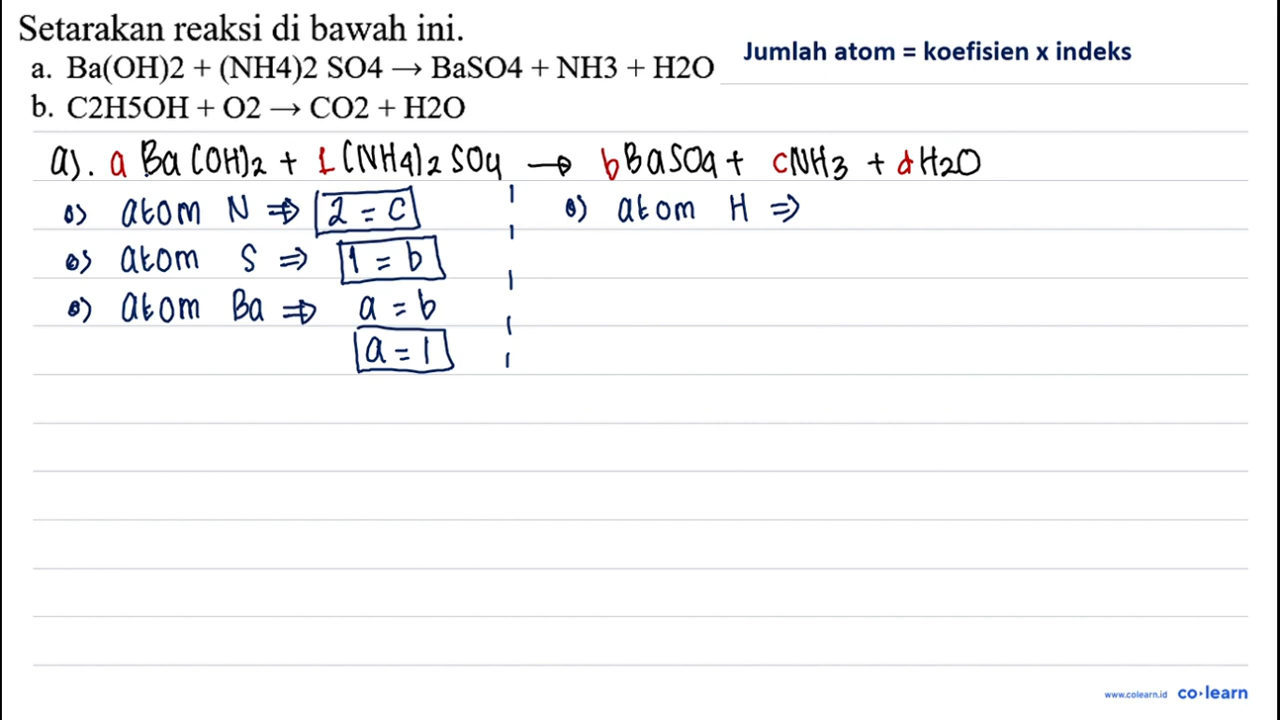 Setarakan reaksi di bawah ini.
Jumlah atom = koefisien x indeks
a. Ba(OH)2 + (NH4)2 SO4 → BaSO4 + NH3 + H2O
b. C2H5OH + O2 → CO2 + H2O
a). a Ba(OH)2 + 1 (NH4)2 SO4 → b BaSO4 + cNH3 + dH2O
o) atom N ⇒ 2 = c
o) atom H ⇒
o) atom S ⇒ 1 = b
o) atom Ba ⇒ a = b
a = 1
www.colearn.id co·learn